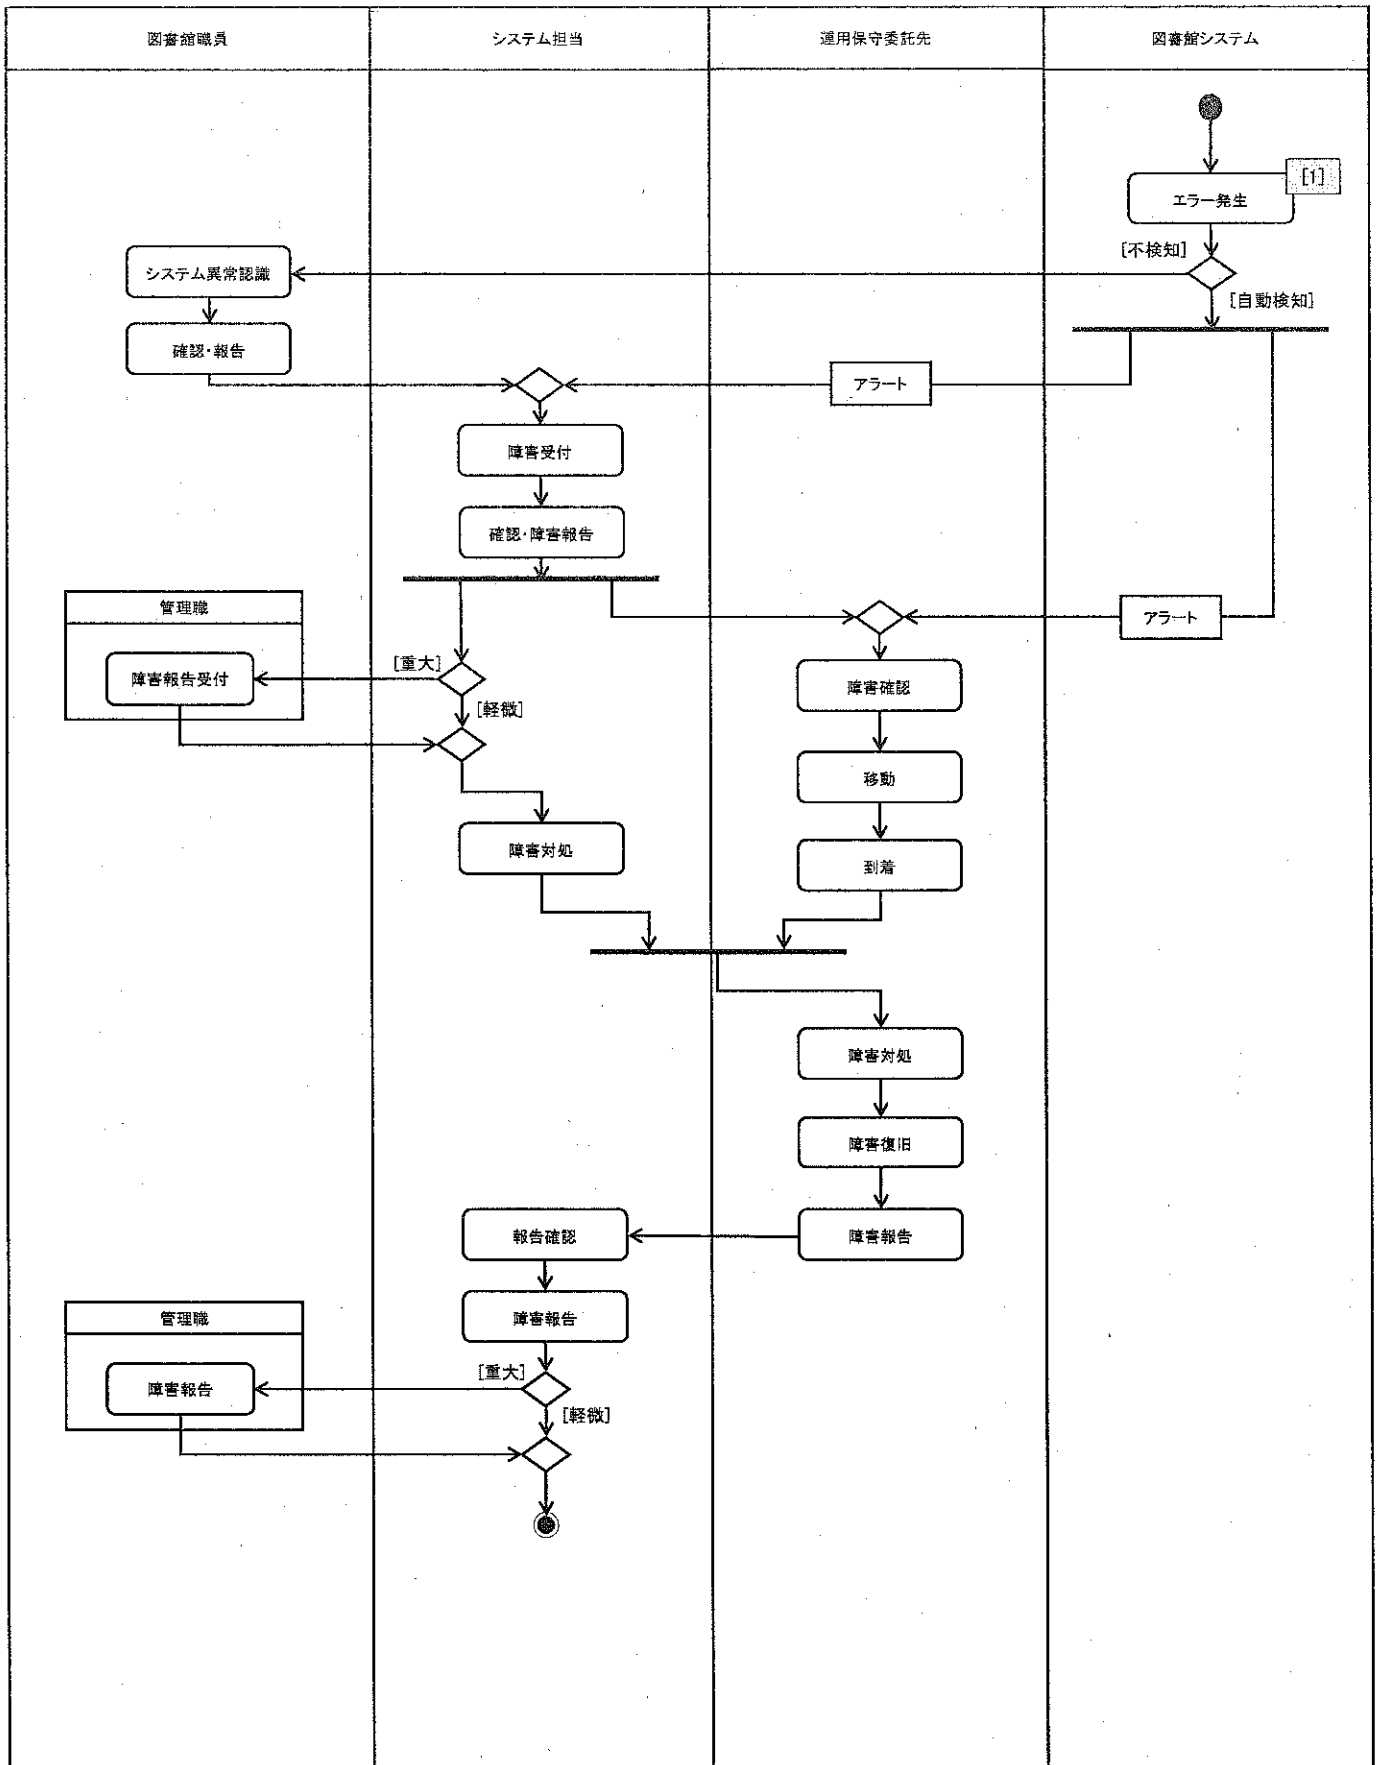 図書館職員
システム担当
運用保守委託先
図書館システム
エラー発生
[1]
[不検知]
システム異常認識
[自動検知]
確認・報告
アラート
障害受付
確認・障害報告
管理職
アラート
[重大]
障害報告受付
障害確認
[軽微]
移動
障害対処
到着
障害対処
障害復旧
報告確認
障害報告
管理職
障害報告
[重大]
障害報告
[軽微]